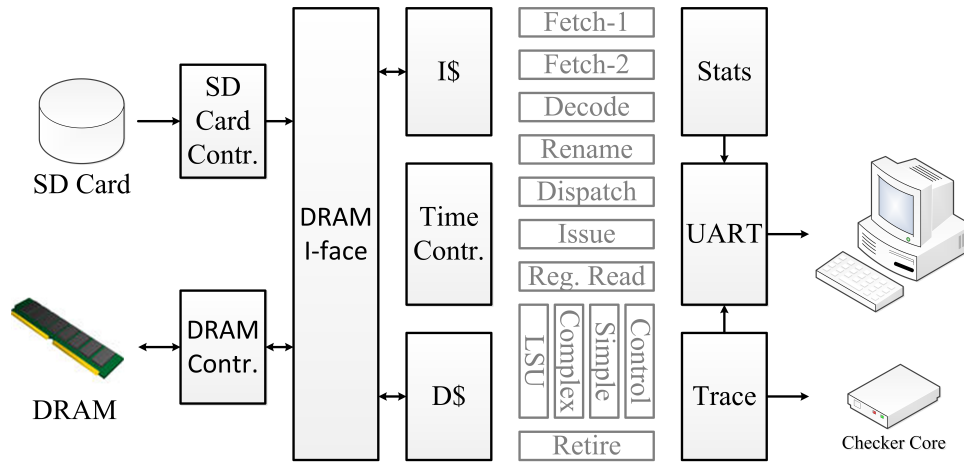 SD Card
SD
Card
Contr.
DRAM
DRAM
Contr.
DRAM
I-face
I$
Time
Contr.
D$
Fetch-1
Fetch-2
Decode
Rename
Dispatch
Issue
Reg. Read
LSU
Complex
Simple
Control
Retire
Stats
UART
Trace
Checker Core